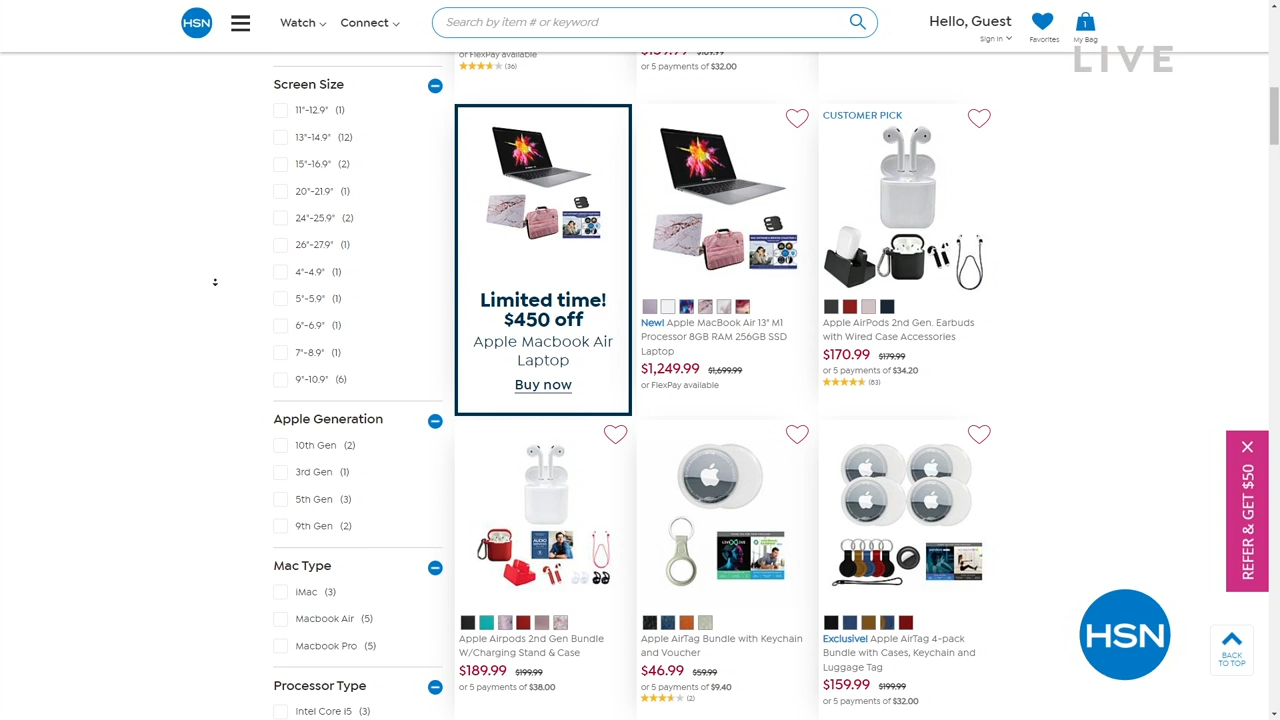 HSN
Watch
Connect
Search by item # or keyword
Hello, Guest
Sign In
Favorites
1
My Bag
LIVE
or FlexPay available
(36)
or 5 payments of $32.00
Screen Size
11"-12.9" (1)
13"-14.9" (12)
15"-16.9" (2)
20"-21.9" (1)
24"-25.9" (2)
26"-27.9" (1)
4"-4.9" (1)
5"-5.9" (1)
6"-6.9" (1)
7"-8.9" (1)
9"-10.9" (6)
Apple Generation
10th Gen (2)
3rd Gen (1)
5th Gen (3)
9th Gen (2)
Mac Type
iMac (3)
Macbook Air (5)
Macbook Pro (5)
Processor Type
Intel Core i5 (3)
Limited time!
$450 off
Apple Macbook Air
Laptop
Buy now
New! Apple MacBook Air 13" M1
Processor 8GB RAM 256GB SSD
Laptop
$1,249.99 $1,699.99
or FlexPay available
CUSTOMER PICK
Apple AirPods 2nd Gen. Earbuds
with Wired Case Accessories
$170.99 $179.99
or 5 payments of $34.20
(83)
Apple Airpods 2nd Gen Bundle
W/Charging Stand & Case
$189.99 $199.99
or 5 payments of $38.00
Apple AirTag Bundle with Keychain
and Voucher
$46.99 $59.99
or 5 payments of $9.40
(2)
Exclusive! Apple AirTag 4-pack
Bundle with Cases, Keychain and
Luggage Tag
$159.99 $199.99
or 5 payments of $32.00
REFER & GET $50
HSN
BACK
TO TOP